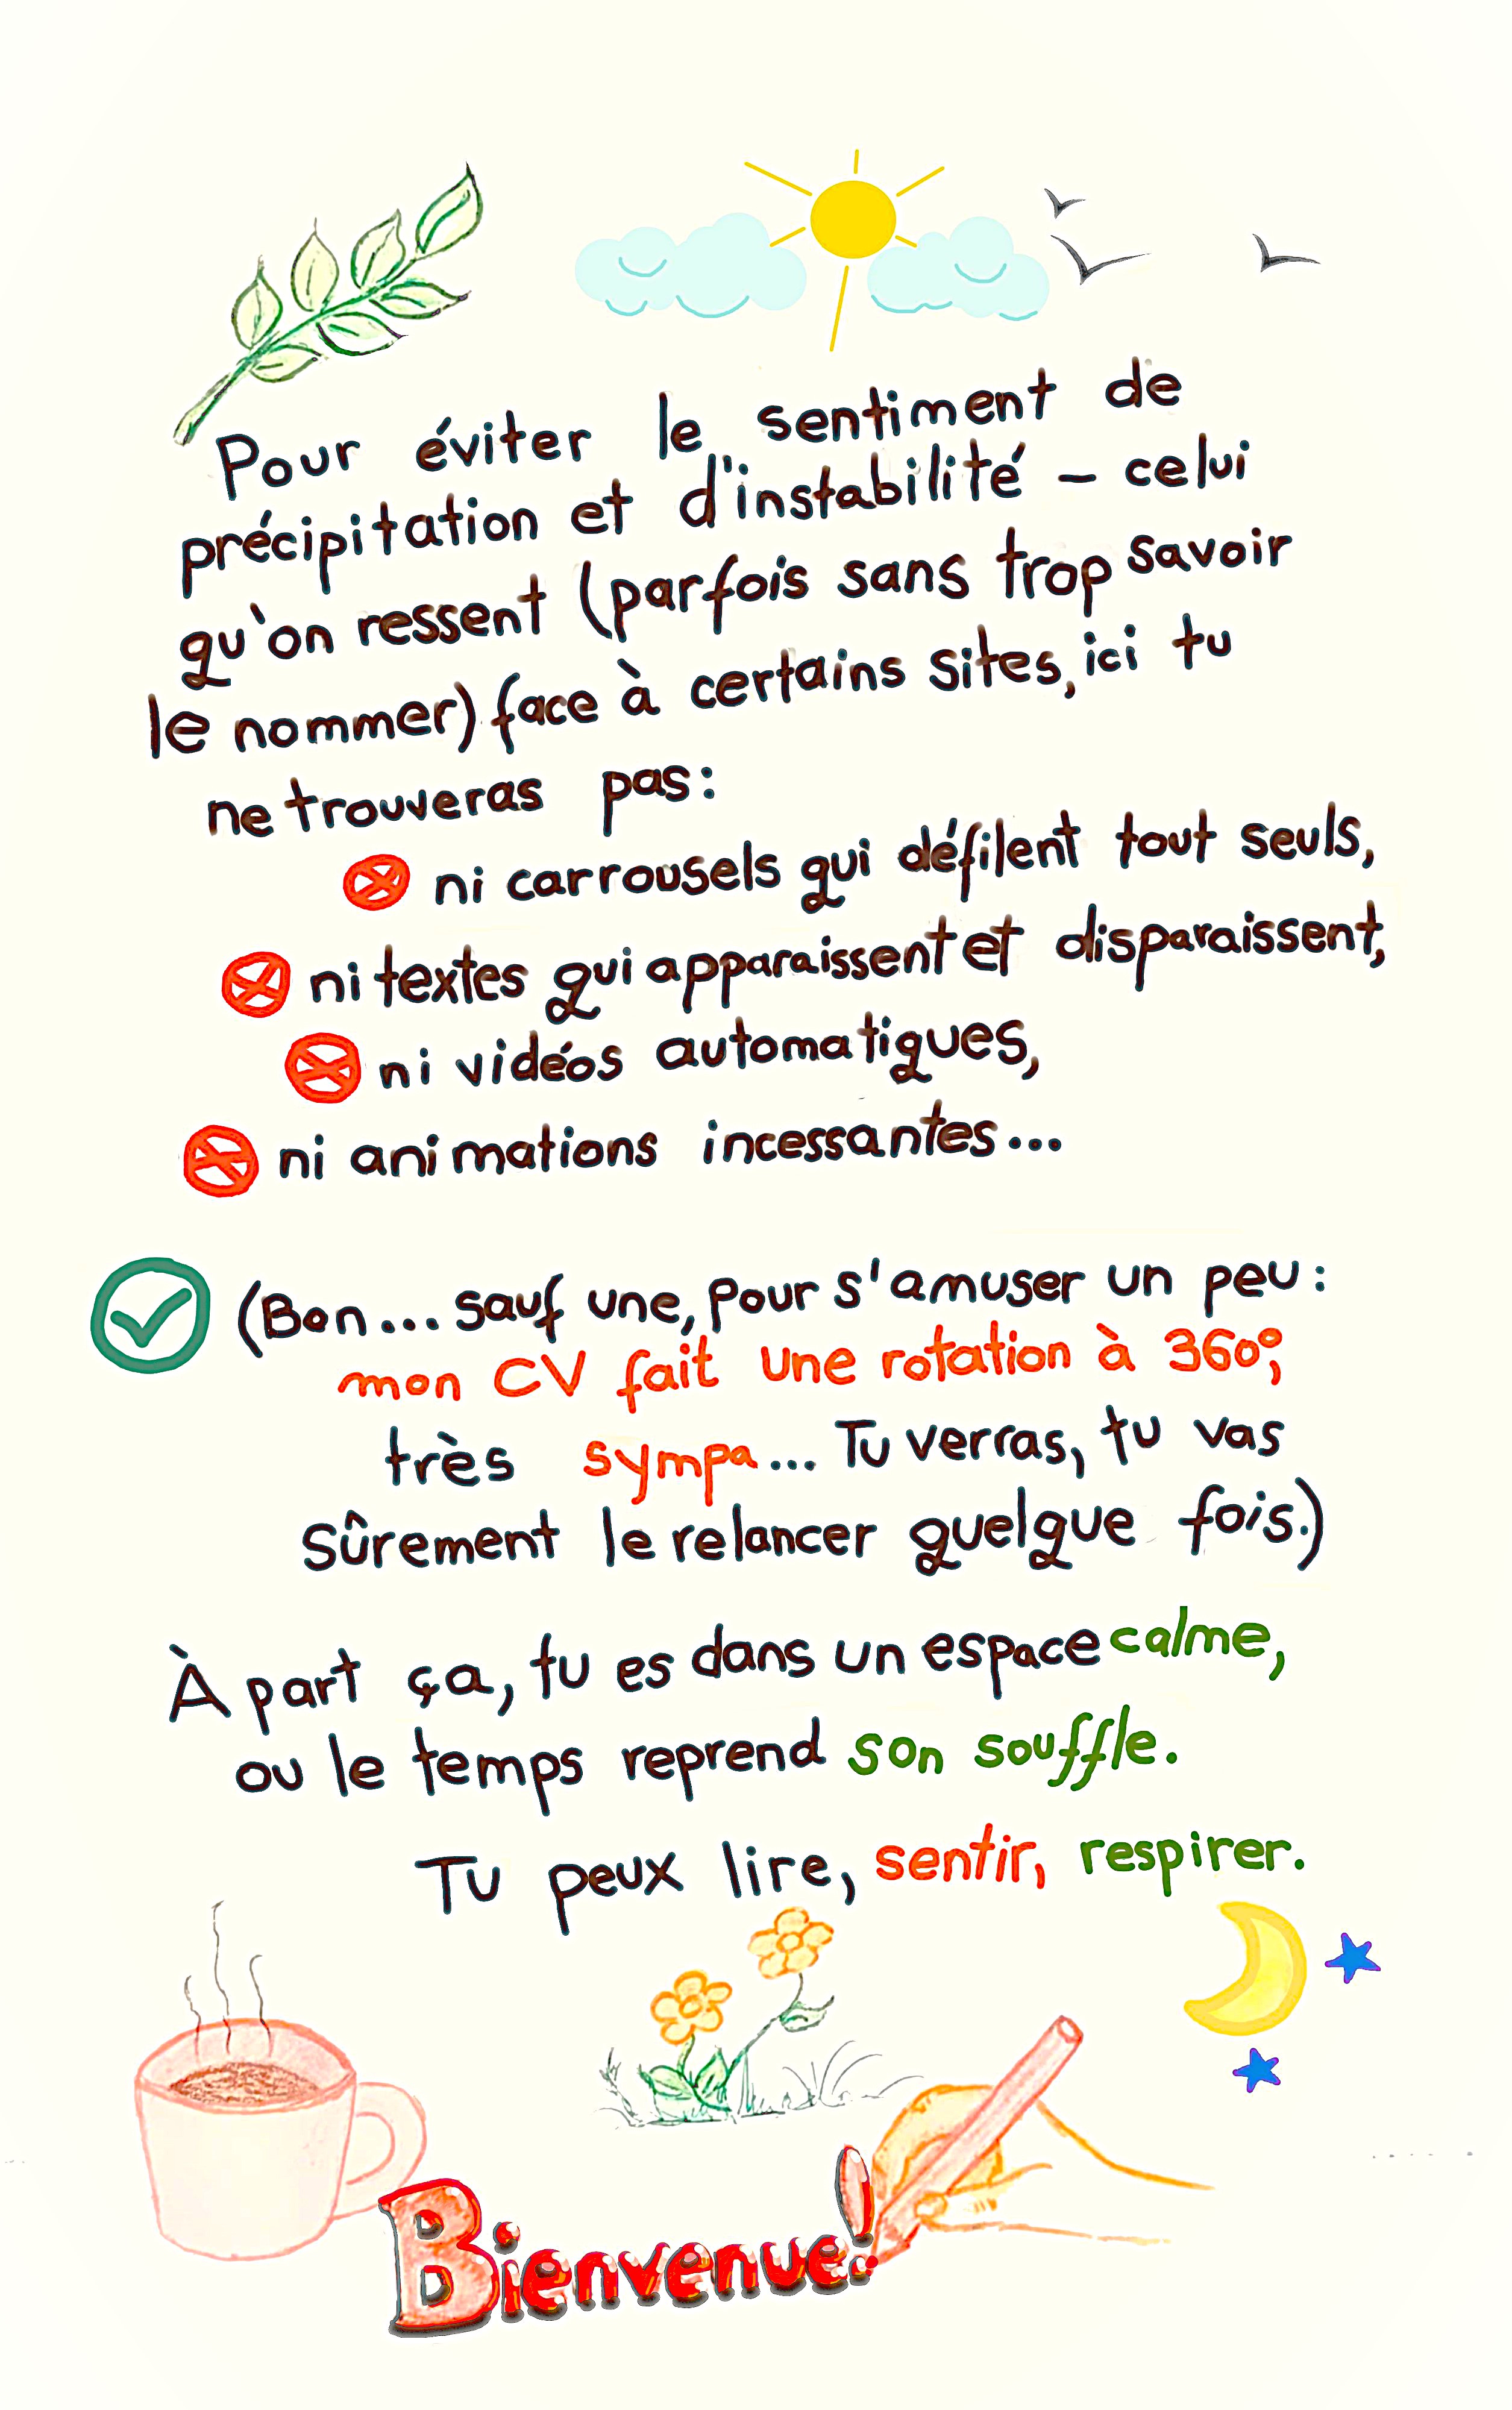 Pour éviter le sentiment de
précipitation et d'instabilité – celui
qu'on ressent (parfois sans trop savoir
le nommer) face à certains sites, ici tu
ne trouveras pas:
ni carrousels qui défilent tout seuls,
ni textes qui apparaissent et disparaissent,
ni vidéos automatiques,
ni animations incessantes...
(Bon... sauf une, pour s'amuser un peu:
mon CV fait une rotation à 360°,
très sympa... Tu verras, tu vas
sûrement le relancer quelque fois.)
À part ça, tu es dans un espace calme,
ou le temps reprend son souffle.
Tu peux lire, sentir, respirer.
Bienvenue!